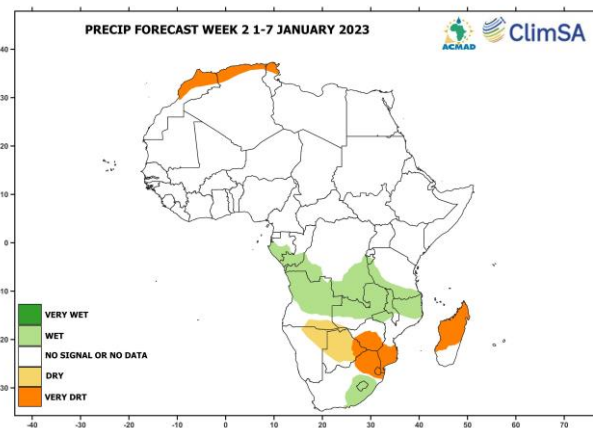 PRECIP FORECAST WEEK 2 1-7 JANUARY 2023
ACMAD
ClimSA
40
30
20
10
0
-10
-20
-30
VERY WET
WET
NO SIGNAL OR NO DATA
DRY
VERY DRT
-40 -30 -20 -10 0 10 20 30 40 50 60 70